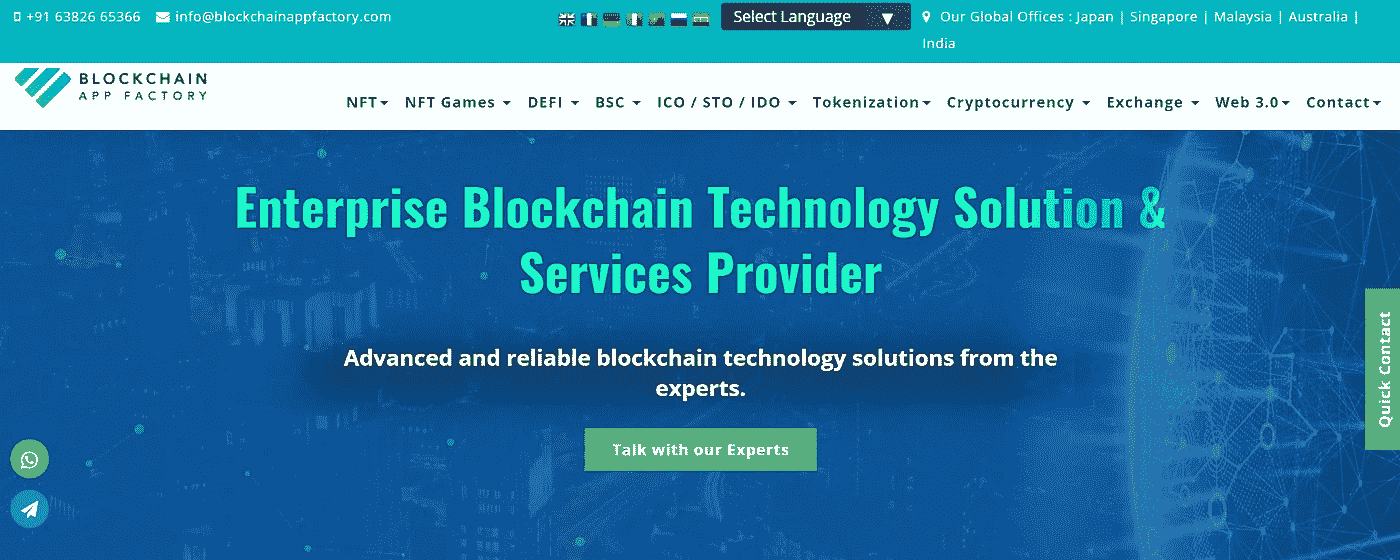 +91 63826 65366 info@blockchainappfactory.com Select Language ▼ Our Global Offices : Japan | Singapore | Malaysia | Australia |
India
BLOCKCHAIN
APP FACTORY
NFT NFT Games DEFI BSC ICO / STO / IDO Tokenization Cryptocurrency Exchange Web 3.0 Contact
Enterprise Blockchain Technology Solution &
Services Provider
Advanced and reliable blockchain technology solutions from the
experts.
Talk with our Experts
Quick Contact